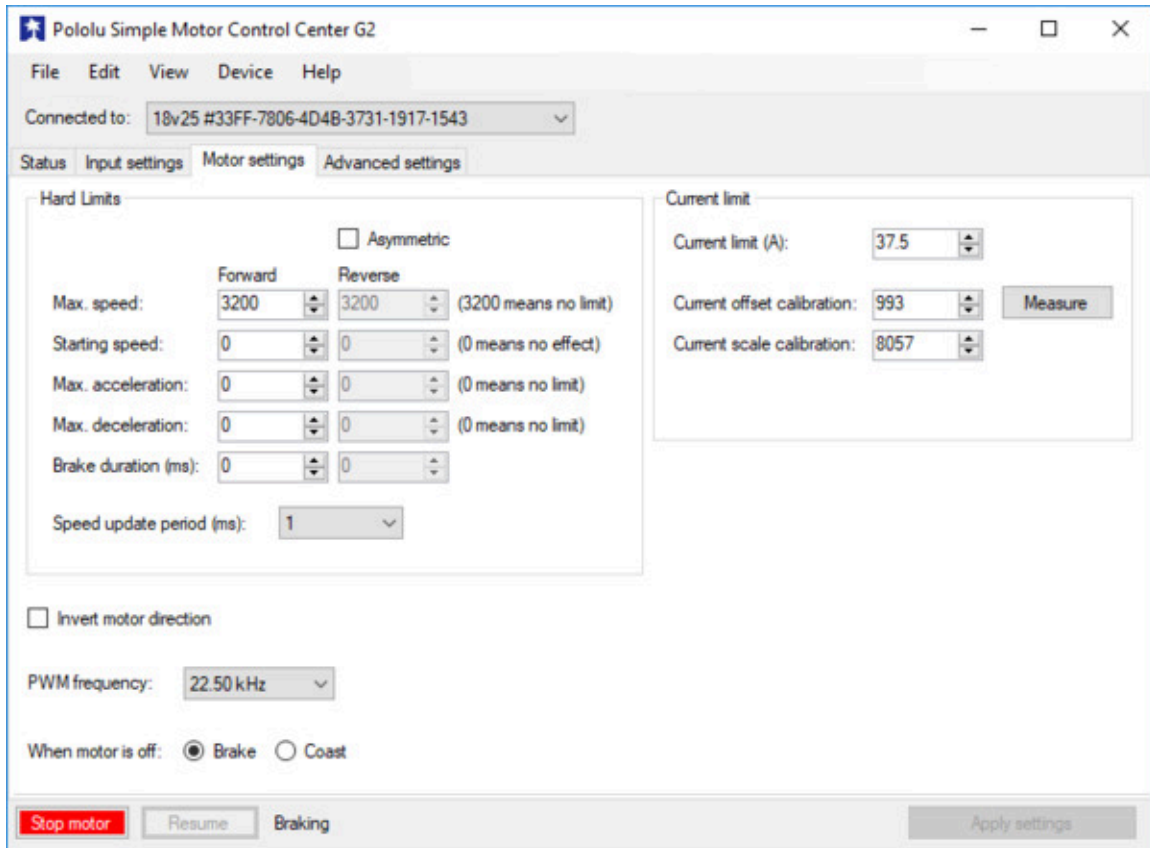 Pololu Simple Motor Control Center G2
File Edit View Device Help
Connected to: 18v25 #33FF-7806-4D4B-3731-1917-1543
Status Input settings Motor settings Advanced settings
Hard Limits
Asymmetric
Forward Reverse
Max. speed: 3200 3200 (3200 means no limit)
Starting speed: 0 0 (0 means no effect)
Max. acceleration: 0 0 (0 means no limit)
Max. deceleration: 0 0 (0 means no limit)
Brake duration (ms): 0 0
Speed update period (ms): 1
Current limit
Current limit (A): 37.5
Current offset calibration: 993 Measure
Current scale calibration: 8057
Invert motor direction
PWM frequency: 22.50 kHz
When motor is off: Brake Coast
Stop motor Resume Braking Apply settings